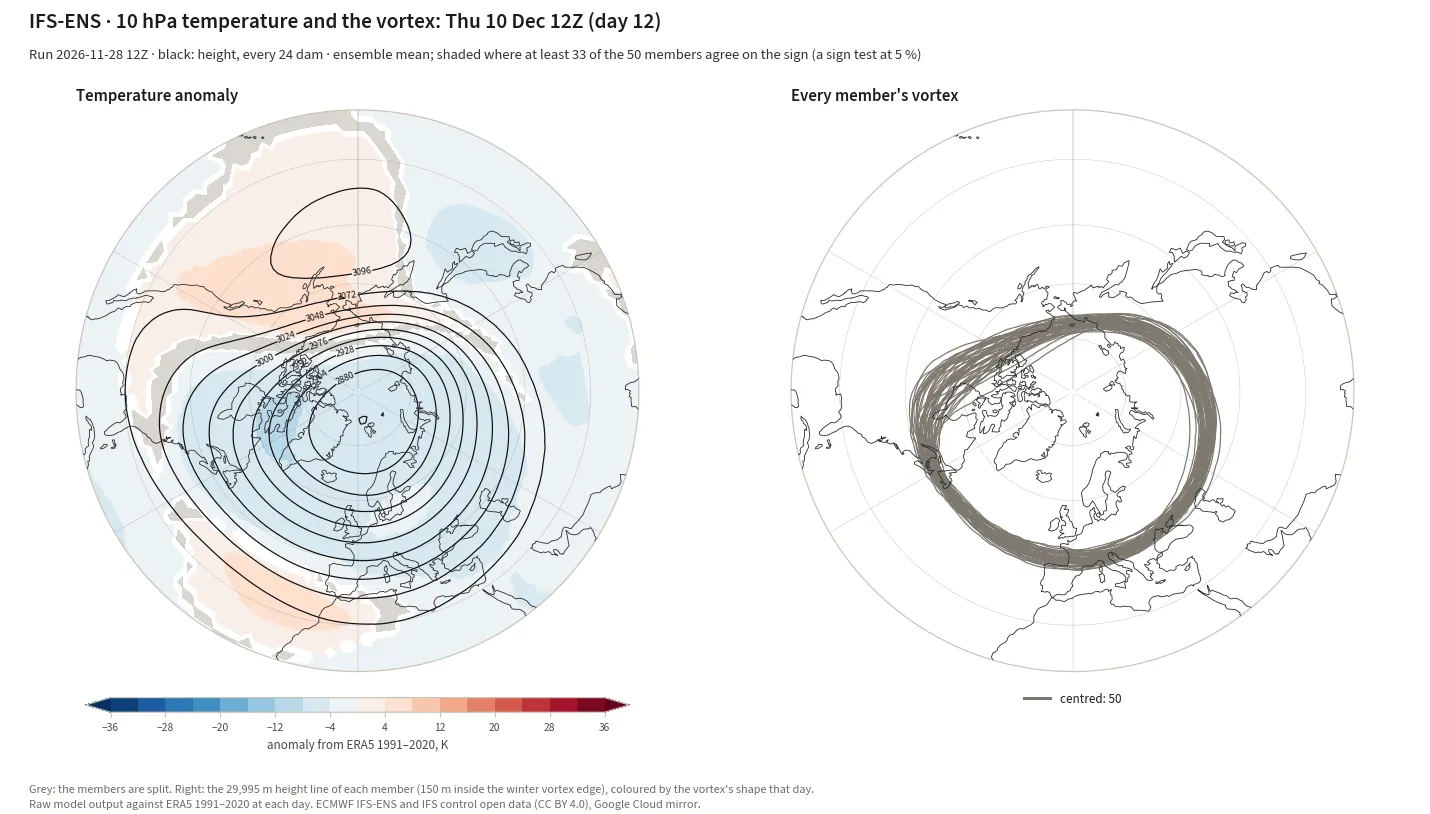 IFS-ENS · 10 hPa temperature and the vortex: Thu 10 Dec 12Z (day 12)
Run 2026-11-28 12Z · black: height, every 24 dam · ensemble mean; shaded where at least 33 of the 50 members agree on the sign (a sign test at 5 %)
Temperature anomaly
Every member's vortex
3096
3072
3048
3024
3000
2976
2928
2880
centred: 50
−36 −28 −20 −12 −4 4 12 20 28 36
anomaly from ERA5 1991–2020, K
Grey: the members are split. Right: the 29,995 m height line of each member (150 m inside the winter vortex edge), coloured by the vortex's shape that day.
Raw model output against ERA5 1991–2020 at each day. ECMWF IFS-ENS and IFS control open data (CC BY 4.0), Google Cloud mirror.